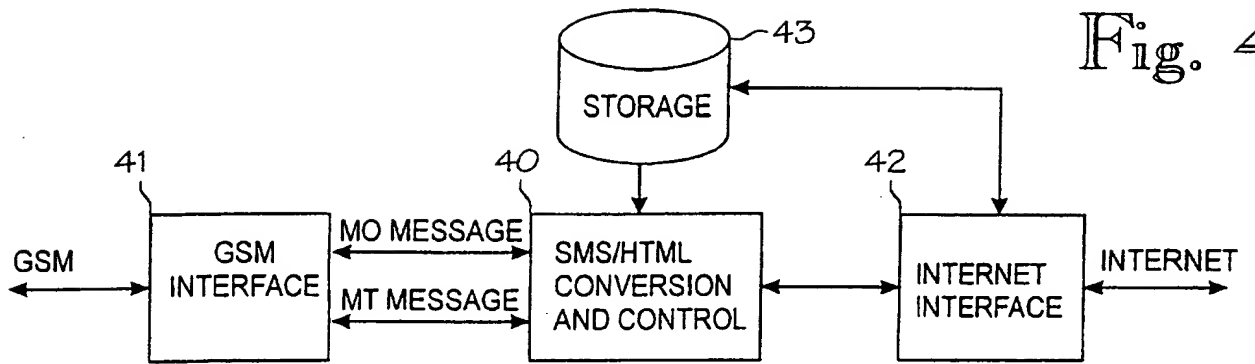 Fig. 4
43
STORAGE
41
40
42
GSM
GSM
INTERFACE
MO MESSAGE
MT MESSAGE
SMS/HTML
CONVERSION
AND CONTROL
INTERNET
INTERFACE
INTERNET